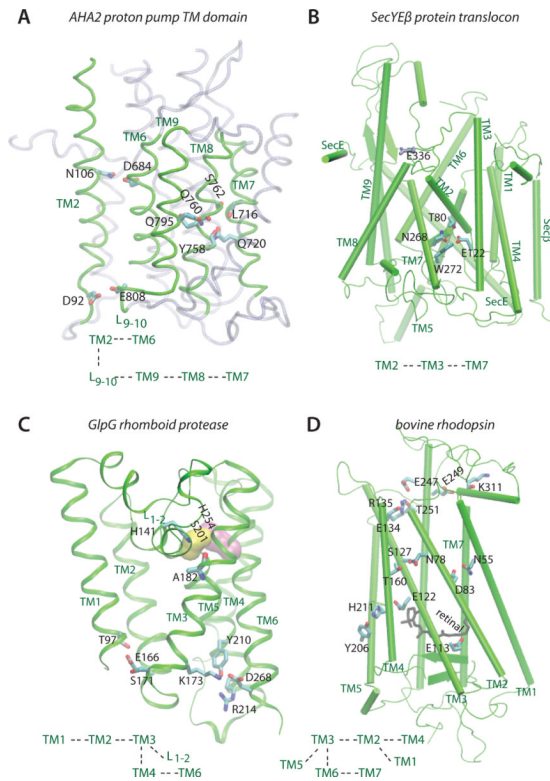 A
AHA2 proton pump TM domain
TM9
TM6
TM8
N106
D684
S762
TM7
TM2
Q760
L716
Q795
Y758
Q720
D92
E808
L9-10
TM2---TM6
L9-10 ---TM9---TM8---TM7
B
SecYEβ protein translocon
TM3
SecE
E336
TM6
TM9
TM2
TM1
T80
Secβ
N268
E122
TM8
TM7
W272
TM4
SecE
TM5
TM2---TM3---TM7
C
GlpG rhomboid protease
L1-2
H254
H141
S201
TM2
A182
TM1
TM5
TM4
TM3
TM6
T97
Y210
E166
S171
K173
D268
R214
TM1---TM2---TM3
L1-2
TM4---TM6
D
bovine rhodopsin
E247
E249
K311
R135
T251
E134
S127
TM7
N78
N55
T160
D83
H211
E122
retinal
Y206
E113
TM4
TM5
TM2
TM1
TM3
TM3---TM2---TM4
TM5
TM1
TM6---TM7